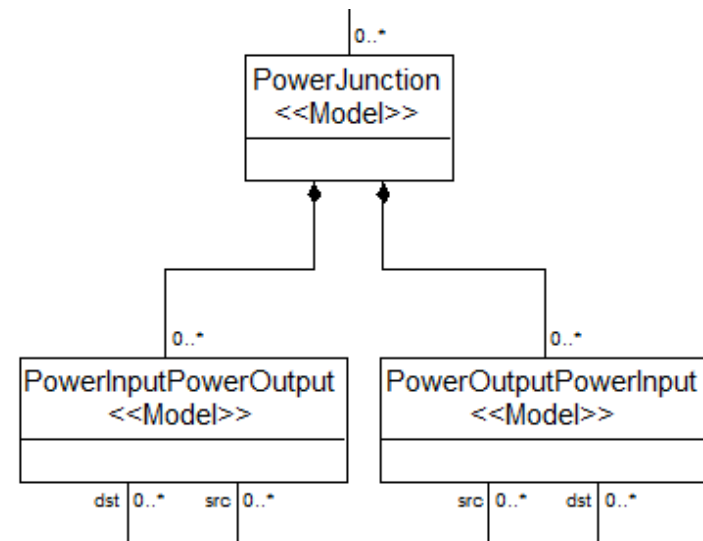 0..*
PowerJunction
<<Model>>
0..*
0..*
PowerInputPowerOutput
<<Model>>
PowerOutputPowerInput
<<Model>>
dst 0..* src 0..*
src 0..* dst 0..*